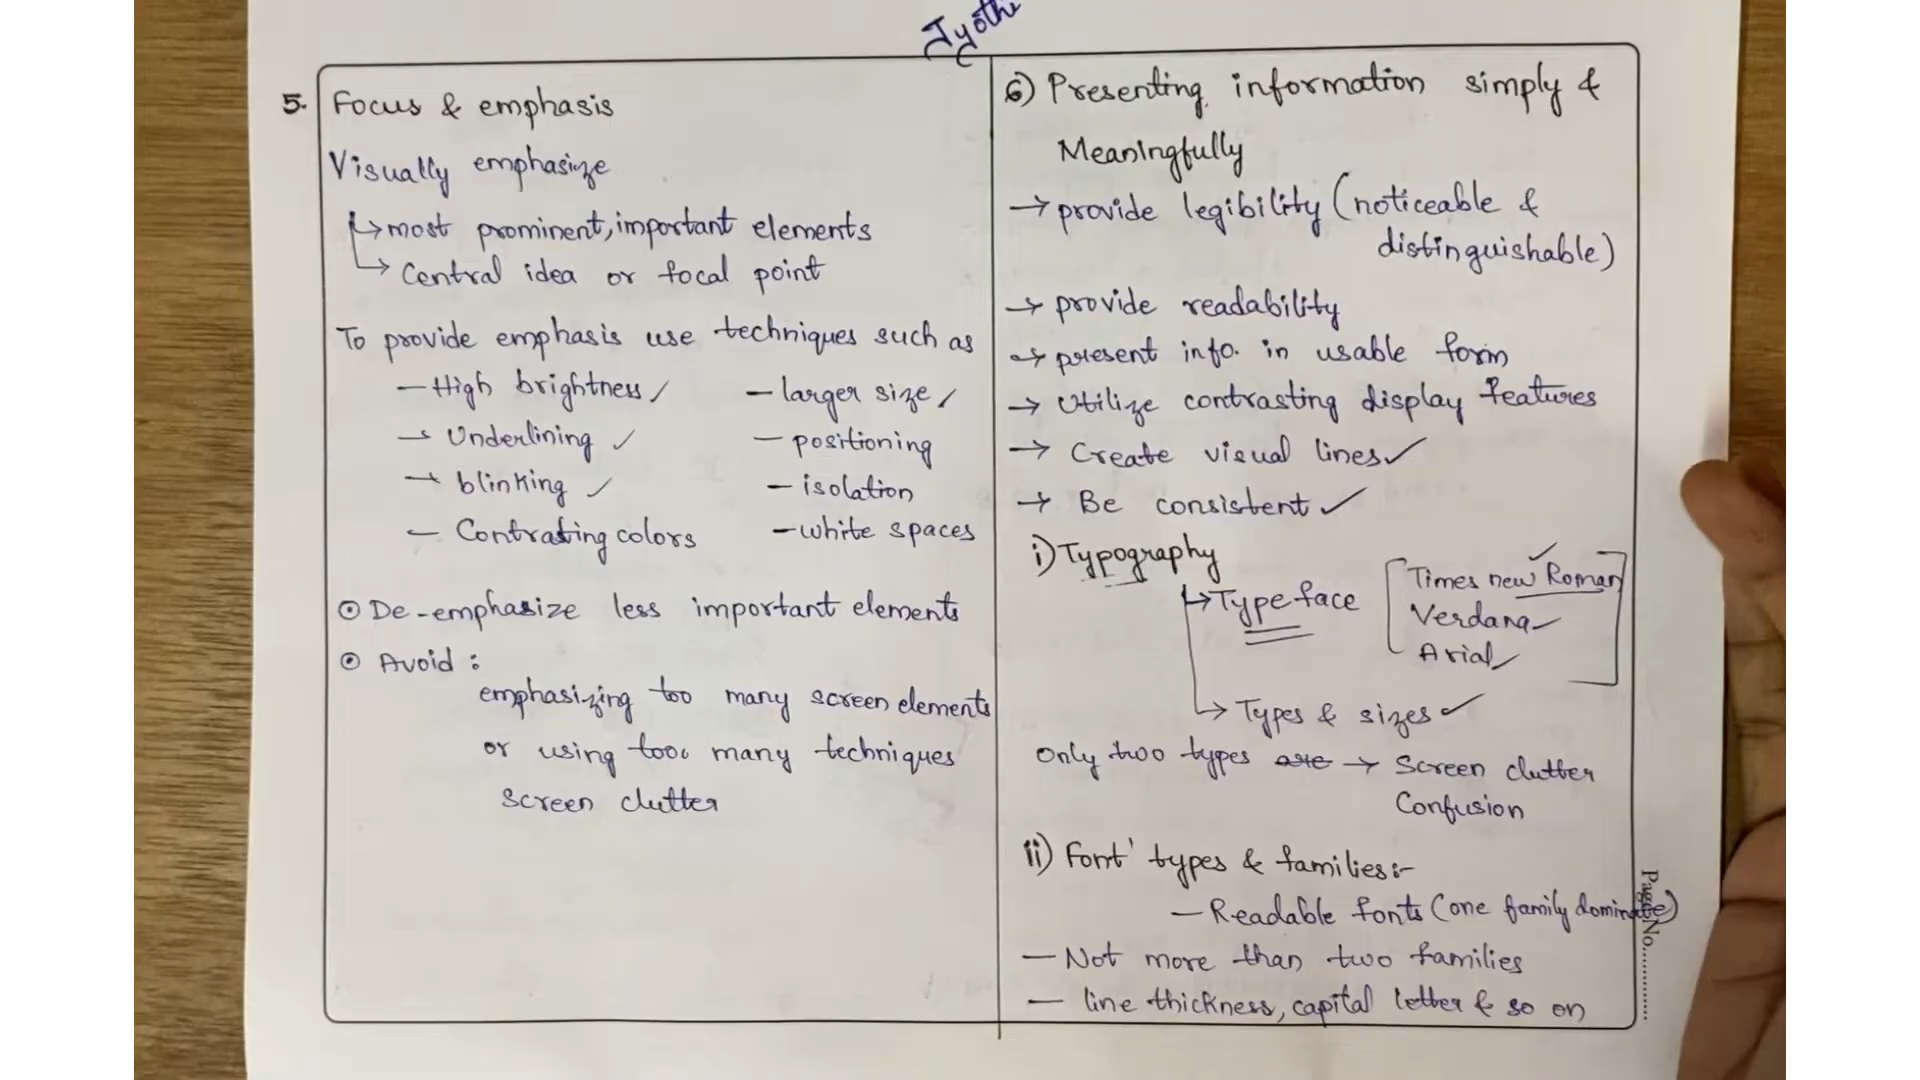 Jyothi
5. Focus & emphasis
Visually emphasize
↳ most prominent, important elements
↳ Central idea or focal point
To provide emphasis use techniques such as
- High brightness ✓
- Underlining ✓
- blinking ✓
- Contrasting colors
- larger size ✓
- positioning
- isolation
- white spaces
⊙ De-emphasize less important elements
⊙ Avoid :
emphasizing too many screen elements
or using too many techniques
screen clutter
6) Presenting information simply &
Meaningfully
→ provide legibility (noticeable &
distinguishable)
→ provide readability
→ present info. in usable form
→ Utilize contrasting display features
→ Create visual lines ✓
→ Be consistent ✓
i) Typography
↳ Type face
Times new Roman
Verdana
Arial
↳ Types & sizes ✓
Only two types are → Screen clutter
Confusion
ii) Font types & families :-
- Readable fonts (one family dominate)
- Not more than two families
- line thickness, capital letter & so on
Page No.............